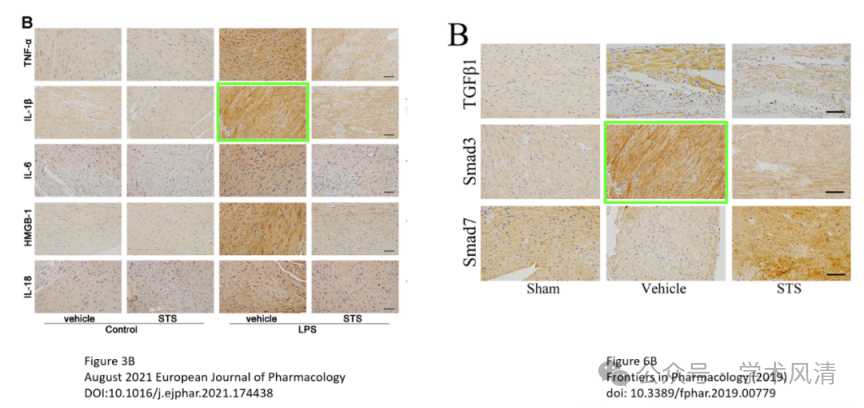 B
TNF-α
IL-1β
IL-6
HMGB-1
IL-18
vehicle STS vehicle STS
Control LPS
Figure 3B
August 2021 European Journal of Pharmacology
DOI:10.1016/j.ejphar.2021.174438
B
TGFβ1
Smad3
Smad7
Sham Vehicle STS
Figure 6B
Frontiers in Pharmacology (2019)
doi: 10.3389/fphar.2019.00779
公众号 · 学术风清